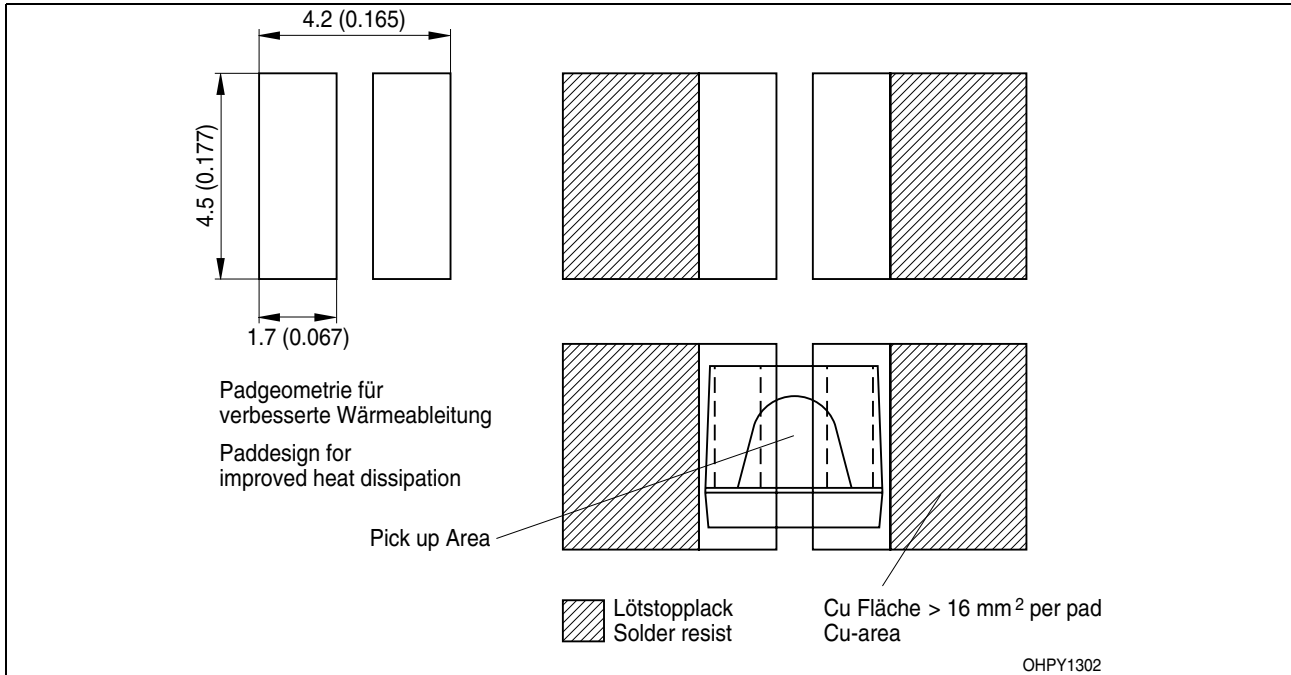 4.2 (0.165)
4.5 (0.177)
1.7 (0.067)
Padgeometrie für
verbesserte Wärmeableitung
Paddesign for
improved heat dissipation
Pick up Area
Lötstopplack
Solder resist
Cu Fläche > 16 mm² per pad
Cu-area
OHPY1302